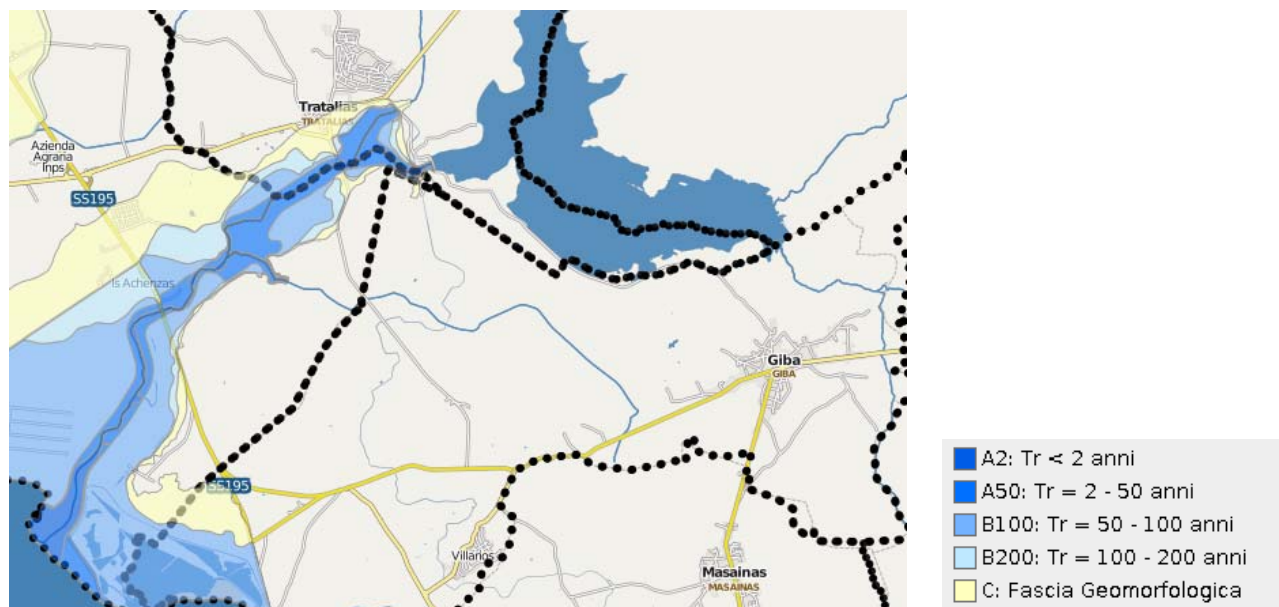 Tratalias
TRATALIAS
Azienda
Agraria
Inps
SS195
Is Achenzas
Giba
GIBA
SS195
Villarios
Masainas
MASAINAS
A2: Tr < 2 anni
A50: Tr = 2 - 50 anni
B100: Tr = 50 - 100 anni
B200: Tr = 100 - 200 anni
C: Fascia Geomorfologica